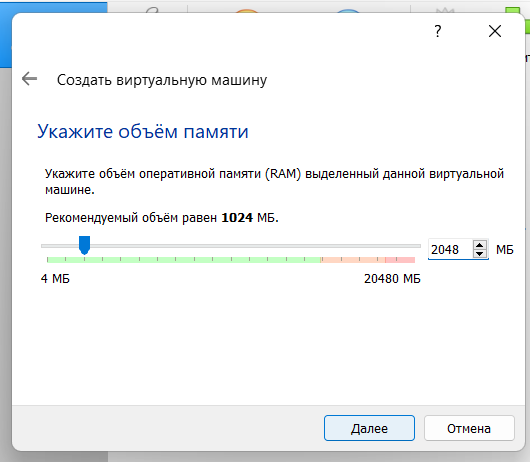 ?
Создать виртуальную машину
Укажите объём памяти
Укажите объём оперативной памяти (RAM) выделенный данной виртуальной
машине.
Рекомендуемый объём равен 1024 МБ.
2048 МБ
4 МБ 20480 МБ
Далее Отмена